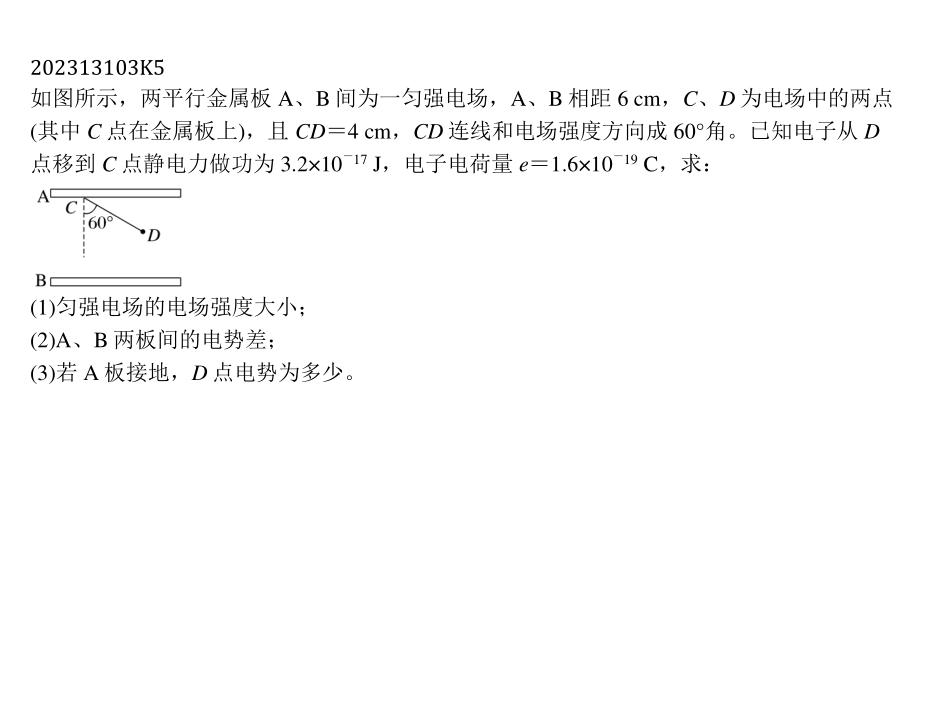 202313103K5
如图所示，两平行金属板 A、B 间为一匀强电场，A、B 相距 6 cm，C、D 为电场中的两点
(其中 C 点在金属板上)，且 CD＝4 cm，CD 连线和电场强度方向成 60°角。已知电子从 D
点移到 C 点静电力做功为 3.2×10⁻¹⁷ J，电子电荷量 e＝1.6×10⁻¹⁹ C，求：
A
C
60°
D
B
(1)匀强电场的电场强度大小；
(2)A、B 两板间的电势差；
(3)若 A 板接地，D 点电势为多少。